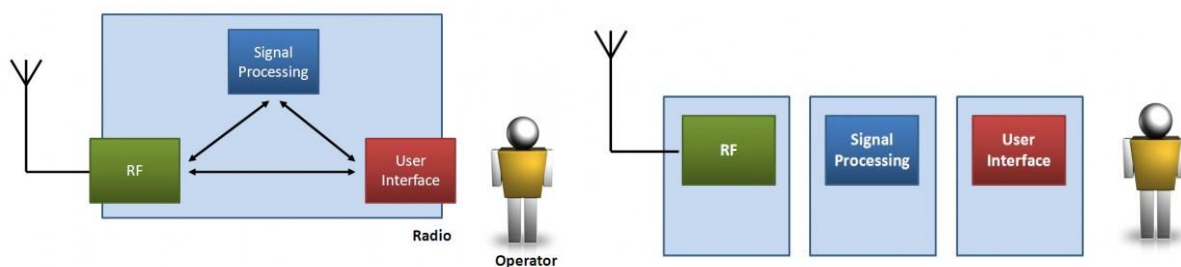 Signal
Processing
RF
User
Interface
Radio
Operator
RF
Signal
Processing
User
Interface